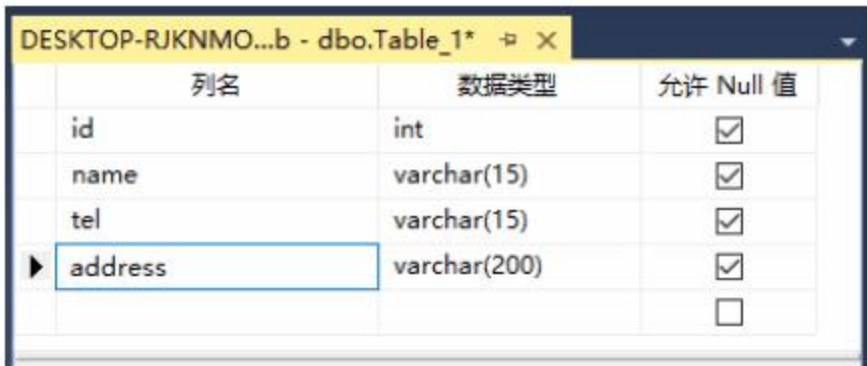 DESKTOP-RJKNMO...b - dbo.Table_1*
列名 数据类型 允许 Null 值
id int
name varchar(15)
tel varchar(15)
address varchar(200)